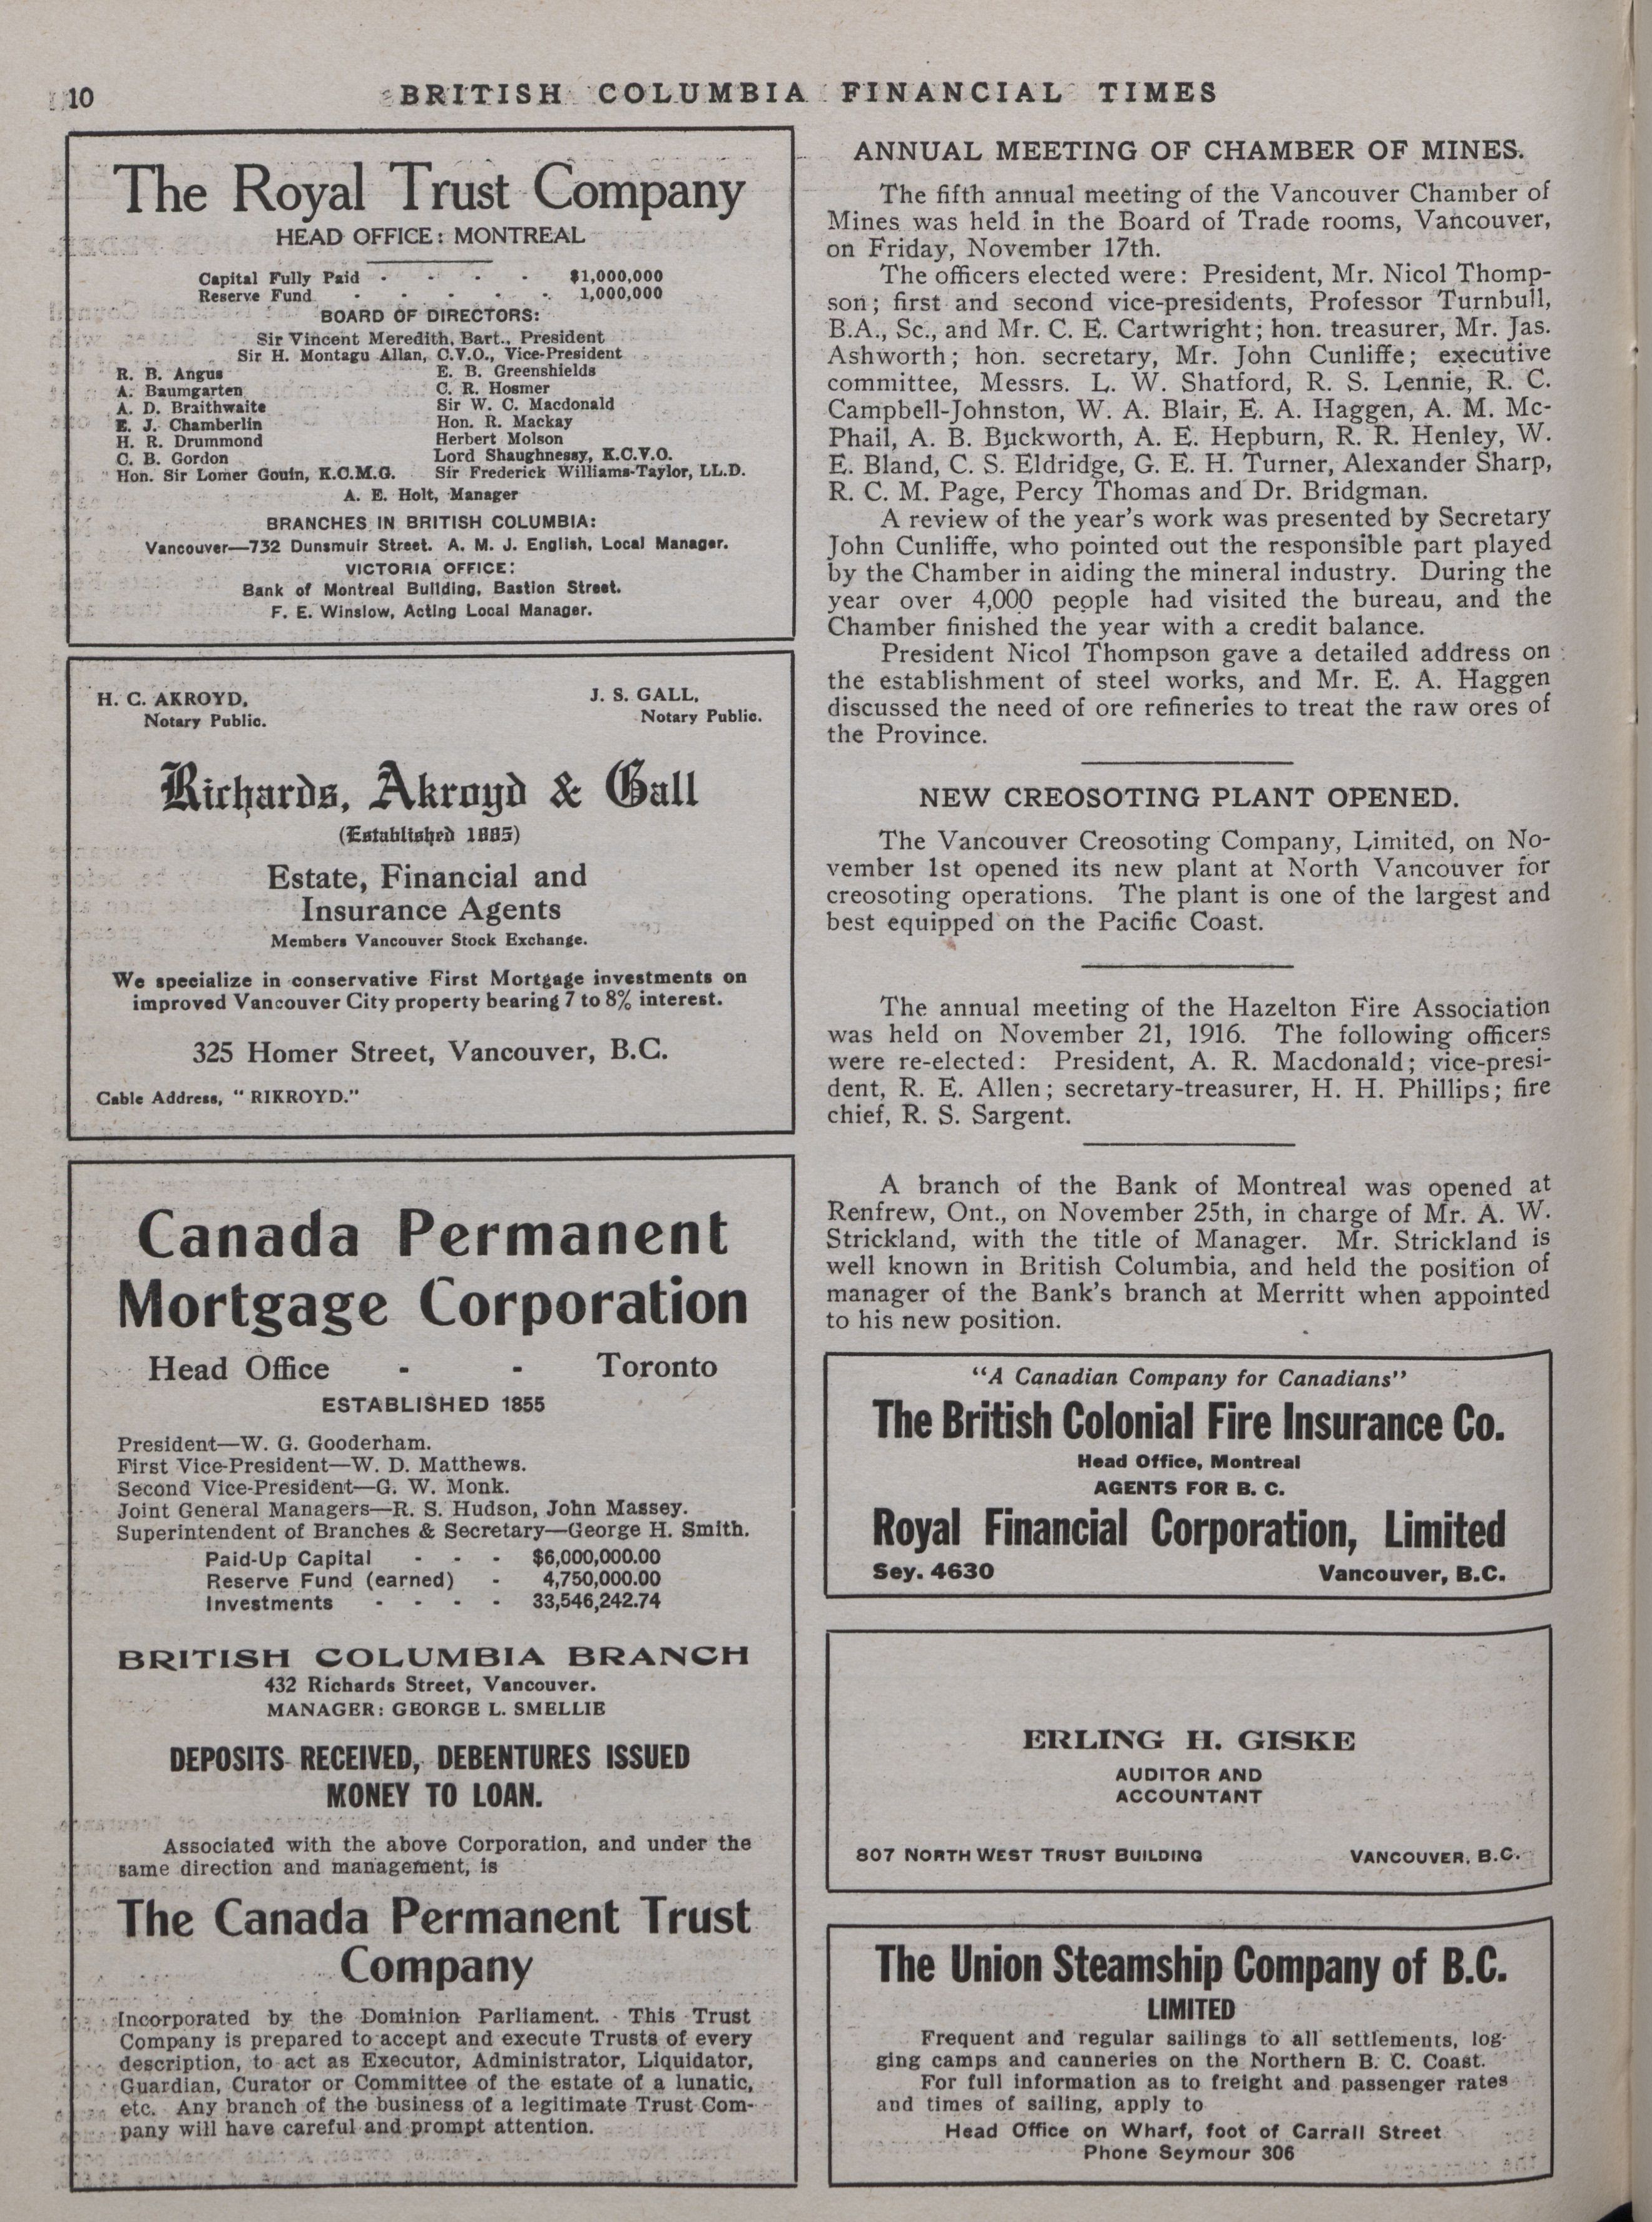 10
BRITISH COLUMBIA FINANCIAL TIMES
The Royal Trust Company
HEAD OFFICE: MONTREAL
Capital Fully Paid - - - - $1,000,000
Reserve Fund - - - - - 1,000,000
BOARD OF DIRECTORS:
Sir Vincent Meredith, Bart., President
Sir H. Montagu Allan, C.V.O., Vice-President
R. B. Angus E. B. Greenshields
A. Baumgarten C. R. Hosmer
A. D. Braithwaite Sir W. C. Macdonald
E. J. Chamberlin Hon. R. Mackay
H. R. Drummond Herbert Molson
C. B. Gordon Lord Shaughnessy, K.C.V.O.
Hon. Sir Lomer Gouin, K.C.M.G. Sir Frederick Williams-Taylor, LL.D.
A. E. Holt, Manager
BRANCHES IN BRITISH COLUMBIA:
Vancouver—732 Dunsmuir Street. A. M. J. English, Local Manager.
VICTORIA OFFICE:
Bank of Montreal Building, Bastion Street.
F. E. Winslow, Acting Local Manager.
H. C. AKROYD, J. S. GALL,
Notary Public. Notary Public.
Richards, Akroyd & Gall
(Established 1885)
Estate, Financial and
Insurance Agents
Members Vancouver Stock Exchange.
We specialize in conservative First Mortgage investments on
improved Vancouver City property bearing 7 to 8% interest.
325 Homer Street, Vancouver, B.C.
Cable Address, "RIKROYD."
Canada Permanent
Mortgage Corporation
Head Office - - Toronto
ESTABLISHED 1855
President—W. G. Gooderham.
First Vice-President—W. D. Matthews.
Second Vice-President—G. W. Monk.
Joint General Managers—R. S. Hudson, John Massey.
Superintendent of Branches & Secretary—George H. Smith.
Paid-Up Capital - - - $6,000,000.00
Reserve Fund (earned) - 4,750,000.00
Investments - - - - 33,546,242.74
BRITISH COLUMBIA BRANCH
432 Richards Street, Vancouver.
MANAGER: GEORGE L. SMELLIE
DEPOSITS RECEIVED, DEBENTURES ISSUED
MONEY TO LOAN.
Associated with the above Corporation, and under the
same direction and management, is
The Canada Permanent Trust
Company
Incorporated by the Dominion Parliament. This Trust
Company is prepared to accept and execute Trusts of every
description, to act as Executor, Administrator, Liquidator,
Guardian, Curator or Committee of the estate of a lunatic,
etc. Any branch of the business of a legitimate Trust Com-
pany will have careful and prompt attention.
ANNUAL MEETING OF CHAMBER OF MINES.
The fifth annual meeting of the Vancouver Chamber of
Mines was held in the Board of Trade rooms, Vancouver,
on Friday, November 17th.
The officers elected were: President, Mr. Nicol Thomp-
son; first and second vice-presidents, Professor Turnbull,
B.A., Sc., and Mr. C. E. Cartwright; hon. treasurer, Mr. Jas.
Ashworth; hon. secretary, Mr. John Cunliffe; executive
committee, Messrs. L. W. Shatford, R. S. Lennie, R. C.
Campbell-Johnston, W. A. Blair, E. A. Haggen, A. M. Mc-
Phail, A. B. Buckworth, A. E. Hepburn, R. R. Henley, W.
E. Bland, C. S. Eldridge, G. E. H. Turner, Alexander Sharp,
R. C. M. Page, Percy Thomas and Dr. Bridgman.
A review of the year's work was presented by Secretary
John Cunliffe, who pointed out the responsible part played
by the Chamber in aiding the mineral industry. During the
year over 4,000 people had visited the bureau, and the
Chamber finished the year with a credit balance.
President Nicol Thompson gave a detailed address on
the establishment of steel works, and Mr. E. A. Haggen
discussed the need of ore refineries to treat the raw ores of
the Province.
NEW CREOSOTING PLANT OPENED.
The Vancouver Creosoting Company, Limited, on No-
vember 1st opened its new plant at North Vancouver for
creosoting operations. The plant is one of the largest and
best equipped on the Pacific Coast.
The annual meeting of the Hazelton Fire Association
was held on November 21, 1916. The following officers
were re-elected: President, A. R. Macdonald; vice-presi-
dent, R. E. Allen; secretary-treasurer, H. H. Phillips; fire
chief, R. S. Sargent.
A branch of the Bank of Montreal was opened at
Renfrew, Ont., on November 25th, in charge of Mr. A. W.
Strickland, with the title of Manager. Mr. Strickland is
well known in British Columbia, and held the position of
manager of the Bank's branch at Merritt when appointed
to his new position.
"A Canadian Company for Canadians"
The British Colonial Fire Insurance Co.
Head Office, Montreal
AGENTS FOR B. C.
Royal Financial Corporation, Limited
Sey. 4630 Vancouver, B.C.
ERLING H. GISKE
AUDITOR AND
ACCOUNTANT
807 NORTH WEST TRUST BUILDING VANCOUVER, B.C.
The Union Steamship Company of B.C.
LIMITED
Frequent and regular sailings to all settlements, log-
ging camps and canneries on the Northern B. C. Coast.
For full information as to freight and passenger rates
and times of sailing, apply to
Head Office on Wharf, foot of Carrall Street
Phone Seymour 306